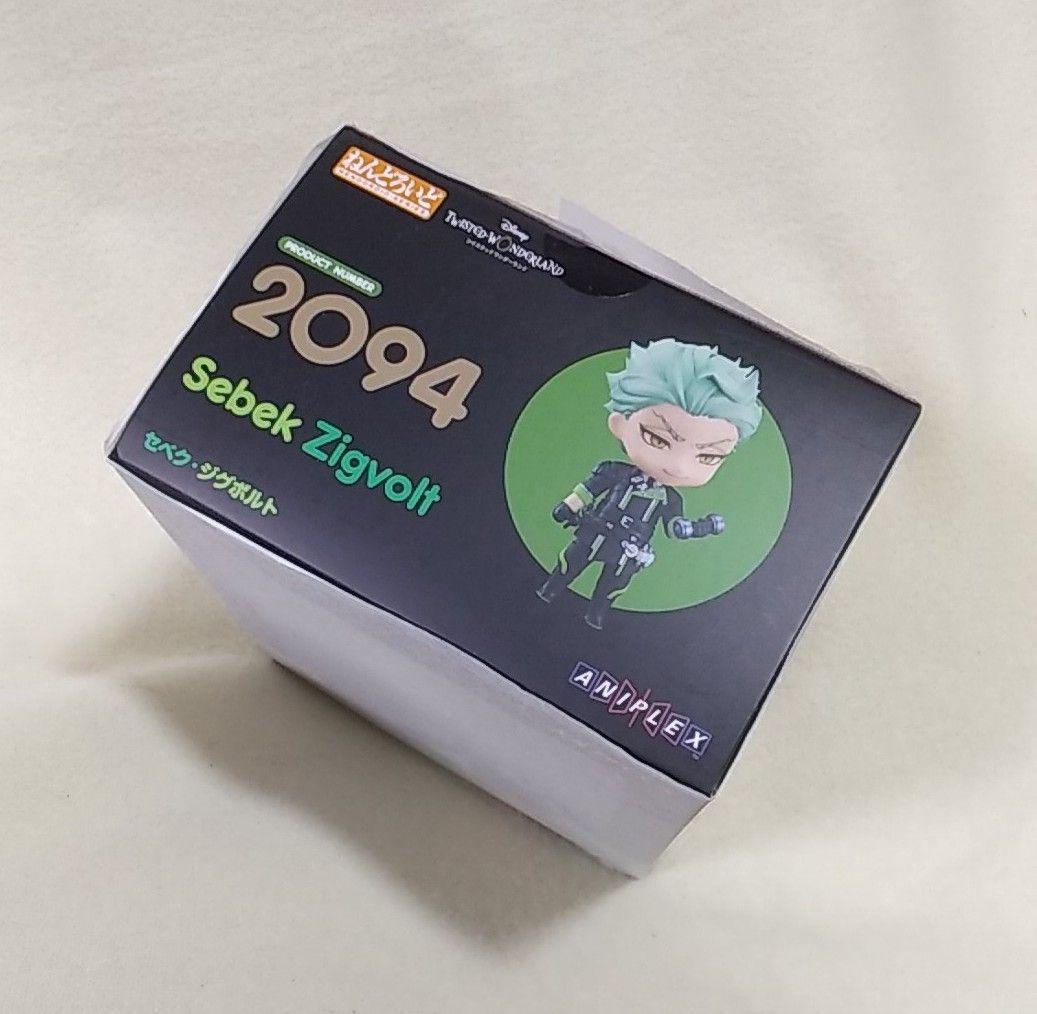 ねんどろいど
Disney
TWISTED-WONDERLAND
ツイステッドワンダーランド
PRODUCT NUMBER
2094
Sebek Zigvolt
セベク・ジグボルト
ANIPLEX